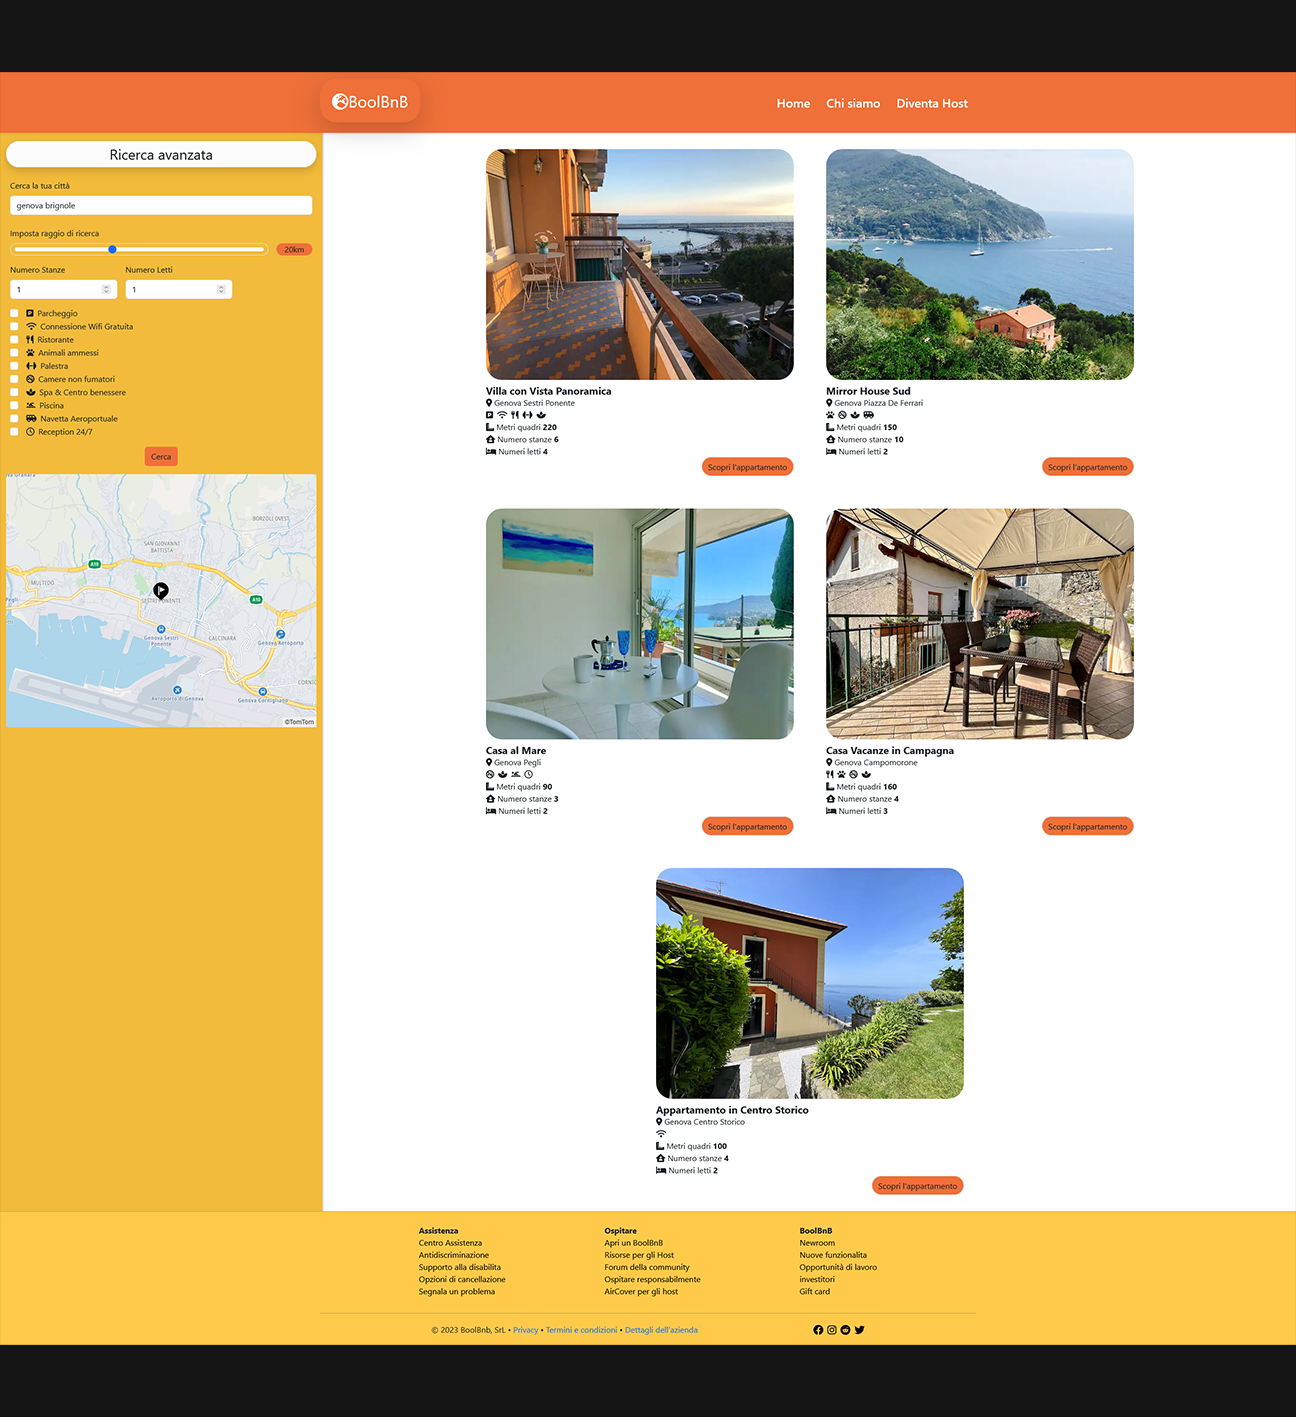 BoolBnB
Home
Chi siamo
Diventa Host
Ricerca avanzata
Cerca la tua città
genova brignole
Imposta raggio di ricerca
20km
Numero Stanze
Numero Letti
1
1
Parcheggio
Connessione Wifi Gratuita
Ristorante
Animali ammessi
Palestra
Camere non fumatori
Spa & Centro benessere
Piscina
Navetta Aeroportuale
Reception 24/7
Cerca
BORZOLI OVEST
SAN GIOVANNI
BATTISTA
A10
MULTEDO
A10
SESTRI PONENTE
Pegli
Genova Sestri
Ponente
CALCINARA
Genova Aeroporto
Aeroporto di Genova
Genova Cornigliano
©TomTom
Villa con Vista Panoramica
Genova Sestri Ponente
Metri quadri 220
Numero stanze 6
Numeri letti 4
Scopri l'appartamento
Mirror House Sud
Genova Piazza De Ferrari
Metri quadri 150
Numero stanze 10
Numeri letti 2
Scopri l'appartamento
Casa al Mare
Genova Pegli
Metri quadri 90
Numero stanze 3
Numeri letti 2
Scopri l'appartamento
Casa Vacanze in Campagna
Genova Campomorone
Metri quadri 160
Numero stanze 4
Numeri letti 3
Scopri l'appartamento
Appartamento in Centro Storico
Genova Centro Storico
Metri quadri 100
Numero stanze 4
Numeri letti 2
Scopri l'appartamento
Assistenza
Centro Assistenza
Antidiscriminazione
Supporto alla disabilita
Opzioni di cancellazione
Segnala un problema
Ospitare
Apri un BoolBnB
Risorse per gli Host
Forum della community
Ospitare responsabilmente
AirCover per gli host
BoolBnB
Newroom
Nuove funzionalita
Opportunità di lavoro
investitori
Gift card
© 2023 BoolBnb, SrL • Privacy • Termini e condizioni • Dettagli dell'azienda